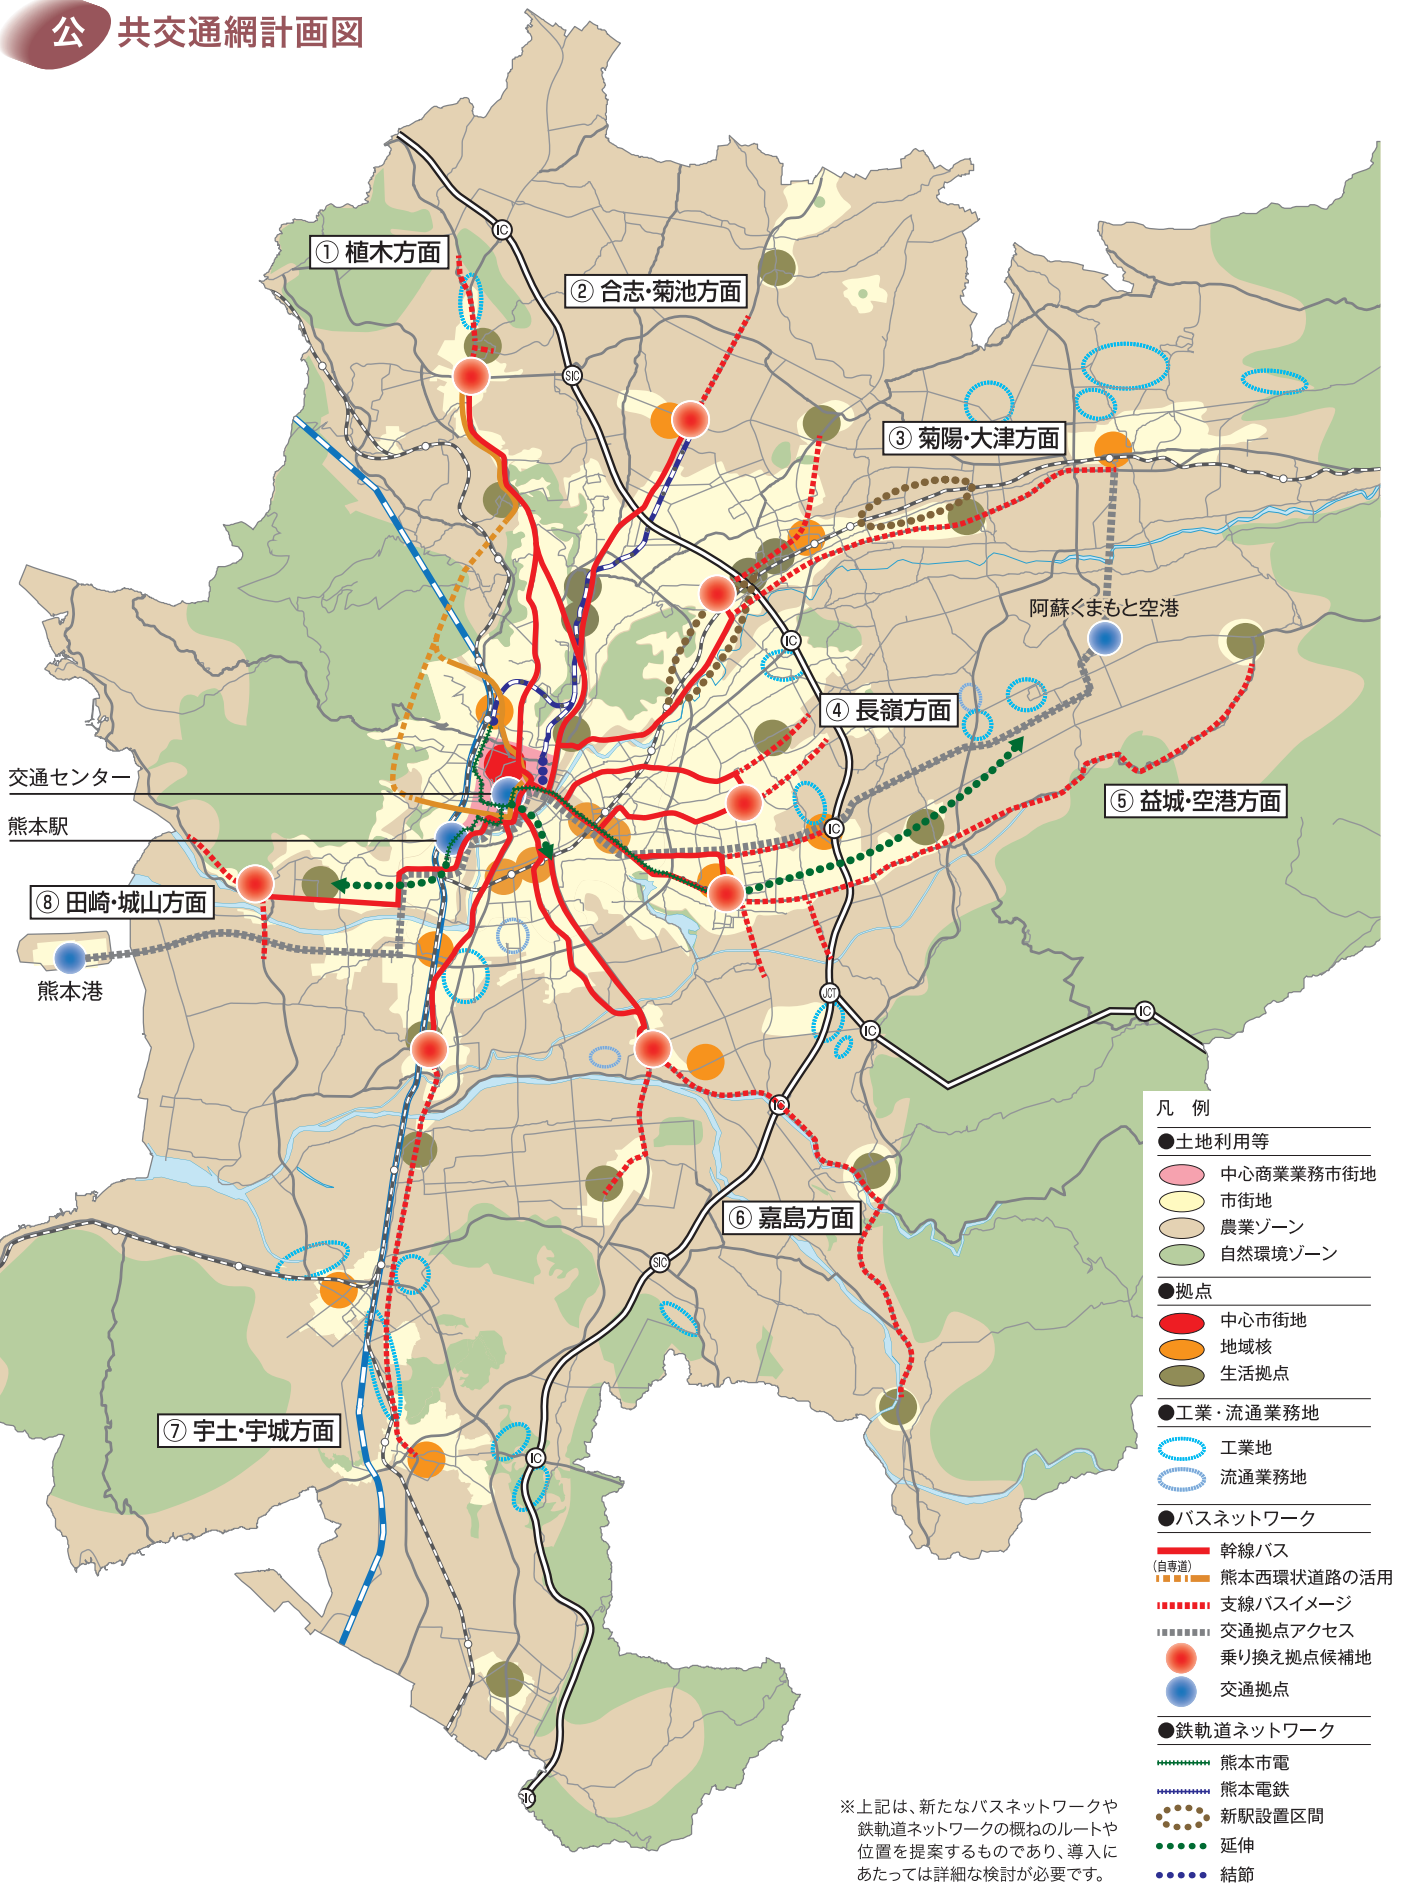 公共交通網計画図
① 植木方面
② 合志・菊池方面
③ 菊陽・大津方面
阿蘇くまもと空港
④ 長嶺方面
交通センター
⑤ 益城・空港方面
熊本駅
⑧ 田崎・城山方面
熊本港
⑥ 嘉島方面
⑦ 宇土・宇城方面
IC
SIC
IC
IC
JCT
IC
IC
IC
SIC
IC
SIC
凡　例
●土地利用等
中心商業業務市街地
市街地
農業ゾーン
自然環境ゾーン
●拠点
中心市街地
地域核
生活拠点
●工業・流通業務地
工業地
流通業務地
●バスネットワーク
幹線バス
(自専道)
熊本西環状道路の活用
支線バスイメージ
交通拠点アクセス
乗り換え拠点候補地
交通拠点
●鉄軌道ネットワーク
熊本市電
熊本電鉄
新駅設置区間
延伸
結節
※上記は、新たなバスネットワークや
鉄軌道ネットワークの概ねのルートや
位置を提案するものであり、導入に
あたっては詳細な検討が必要です。